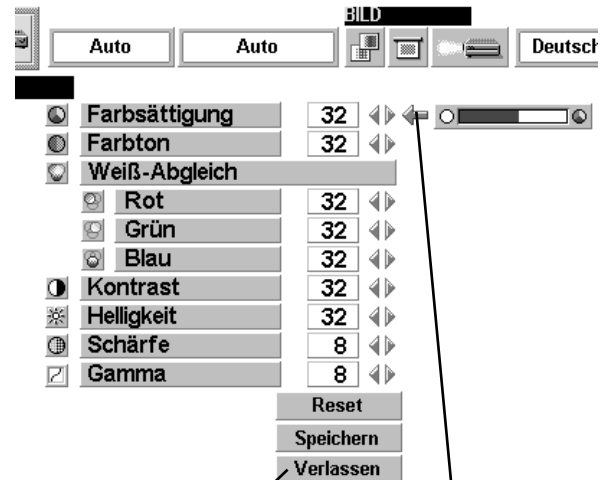 BILD
Auto Auto Deutsch
Farbsättigung 32
Farbton 32
Weiß-Abgleich
Rot 32
Grün 32
Blau 32
Kontrast 32
Helligkeit 32
Schärfe 8
Gamma 8
Reset
Speichern
Verlassen